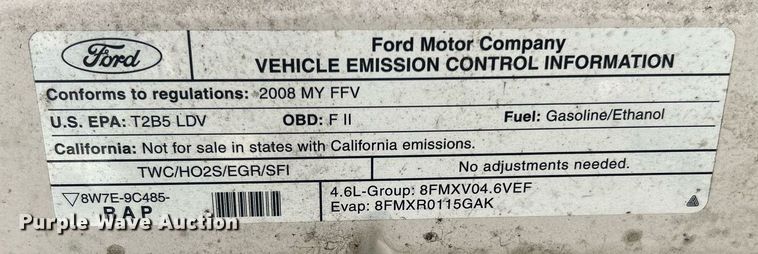 Ford
Ford Motor Company
VEHICLE EMISSION CONTROL INFORMATION
Conforms to regulations: 2008 MY FFV
U.S. EPA: T2B5 LDV OBD: F II Fuel: Gasoline/Ethanol
California: Not for sale in states with California emissions.
TWC/HO2S/EGR/SFI No adjustments needed.
▽8W7E-9C485- 4.6L-Group: 8FMXV04.6VEF
BAP Evap: 8FMXR0115GAK
Purple Wave Auction